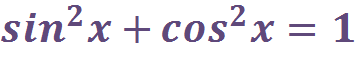 sin²x + cos²x = 1